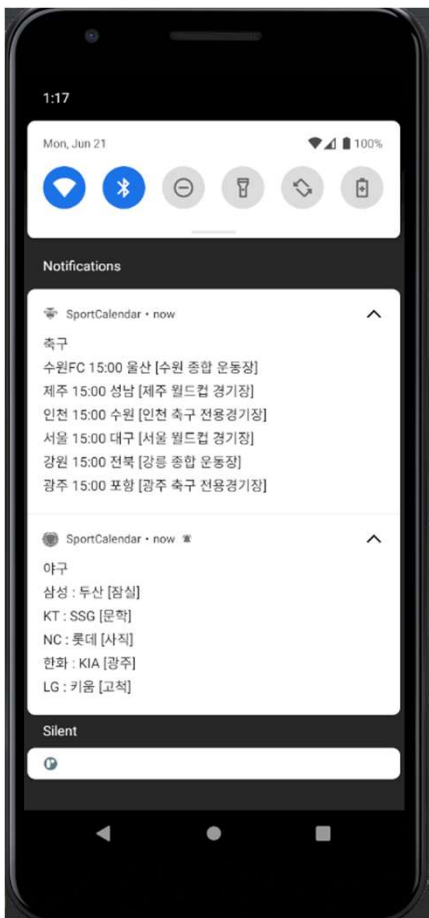 1:17
Mon, Jun 21
100%
Notifications
SportCalendar • now
축구
수원FC 15:00 울산 [수원 종합 운동장]
제주 15:00 성남 [제주 월드컵 경기장]
인천 15:00 수원 [인천 축구 전용경기장]
서울 15:00 대구 [서울 월드컵 경기장]
강원 15:00 전북 [강릉 종합 운동장]
광주 15:00 포항 [광주 축구 전용경기장]
SportCalendar • now
야구
삼성 : 두산 [잠실]
KT : SSG [문학]
NC : 롯데 [사직]
한화 : KIA [광주]
LG : 키움 [고척]
Silent